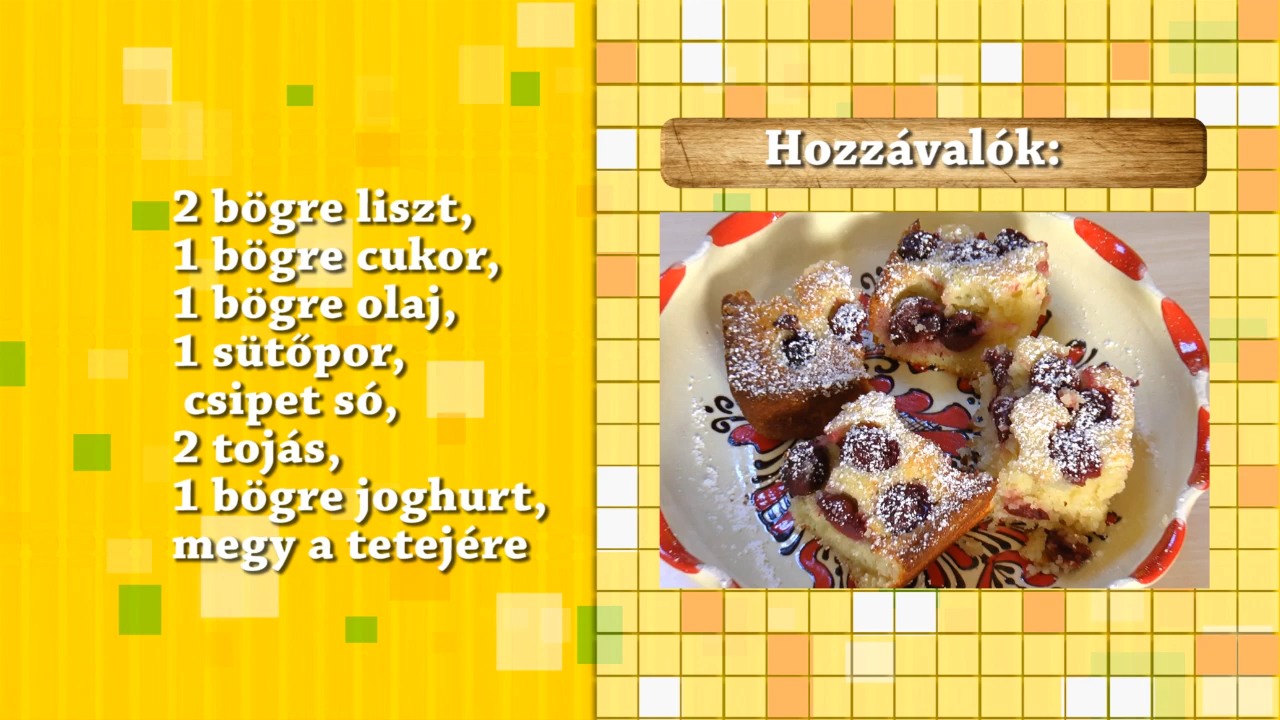 Hozzávalók:
2 bögre liszt,
1 bögre cukor,
1 bögre olaj,
1 sütőpor,
csipet só,
2 tojás,
1 bögre joghurt,
megy a tetejére